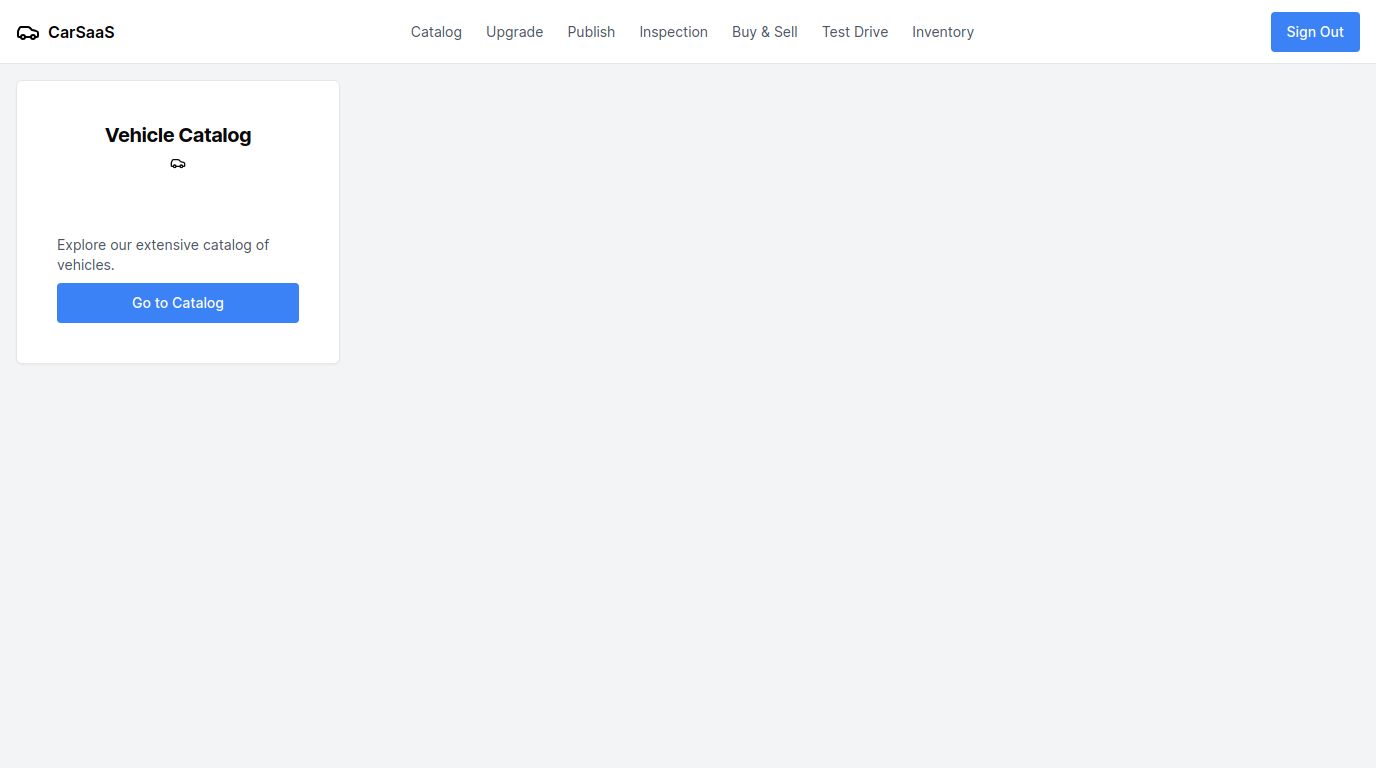 CarSaaS
Catalog
Upgrade
Publish
Inspection
Buy & Sell
Test Drive
Inventory
Sign Out
Vehicle Catalog
Explore our extensive catalog of
vehicles.
Go to Catalog